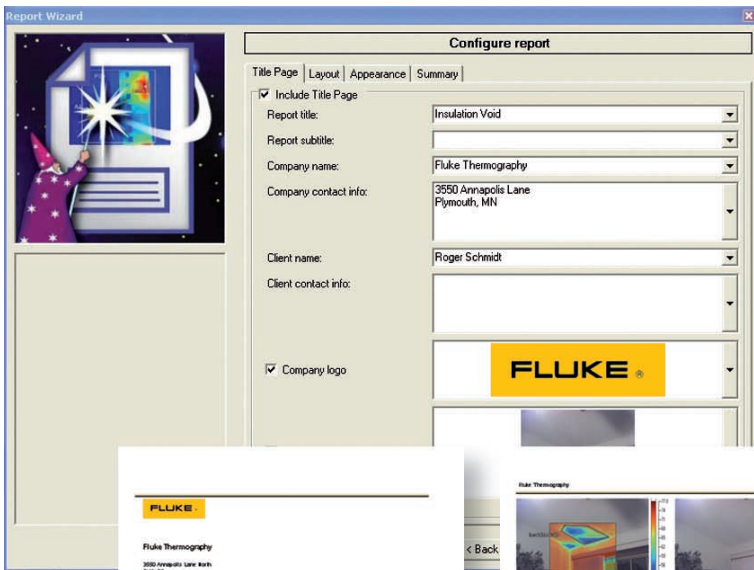 Report Wizard
Configure report
Title Page
Layout
Appearance
Summary
Include Title Page
Report title:
Insulation Void
Report subtitle:
Company name:
Fluke Thermography
Company contact info:
3550 Annapolis Lane
Plymouth, MN
Client name:
Roger Schmidt
Client contact info:
Company logo
FLUKE ®
< Back
FLUKE
Fluke Thermography
3550 Annapolis Lane North
Fluke Thermography